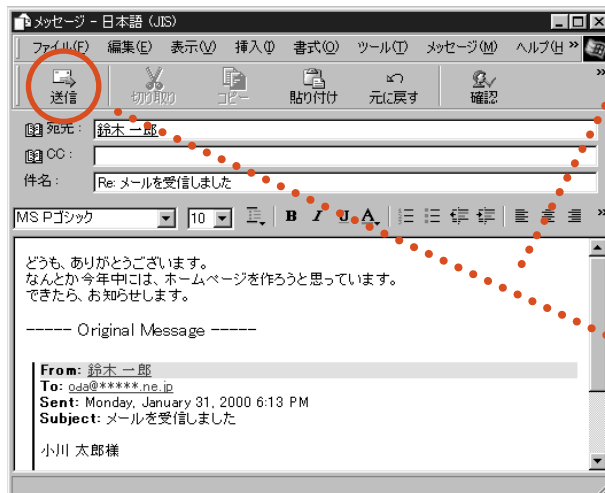 メッセージ - 日本語 (JIS)
ファイル(F) 編集(E) 表示(V) 挿入(I) 書式(O) ツール(T) メッセージ(M) ヘルプ(H »
送信 切り取り コピー 貼り付け 元に戻す 確認 »
宛先: 鈴木 一郎
CC:
件名: Re: メールを受信しました
MS Pゴシック 10 B I U A »
どうも、ありがとうございます。
なんとか今年中には、ホームページを作ろうと思っています。
できたら、お知らせします。
----- Original Message -----
From: 鈴木 一郎
To: oda@*****.ne.jp
Sent: Monday, January 31, 2000 6:13 PM
Subject: メールを受信しました
小川 太郎様